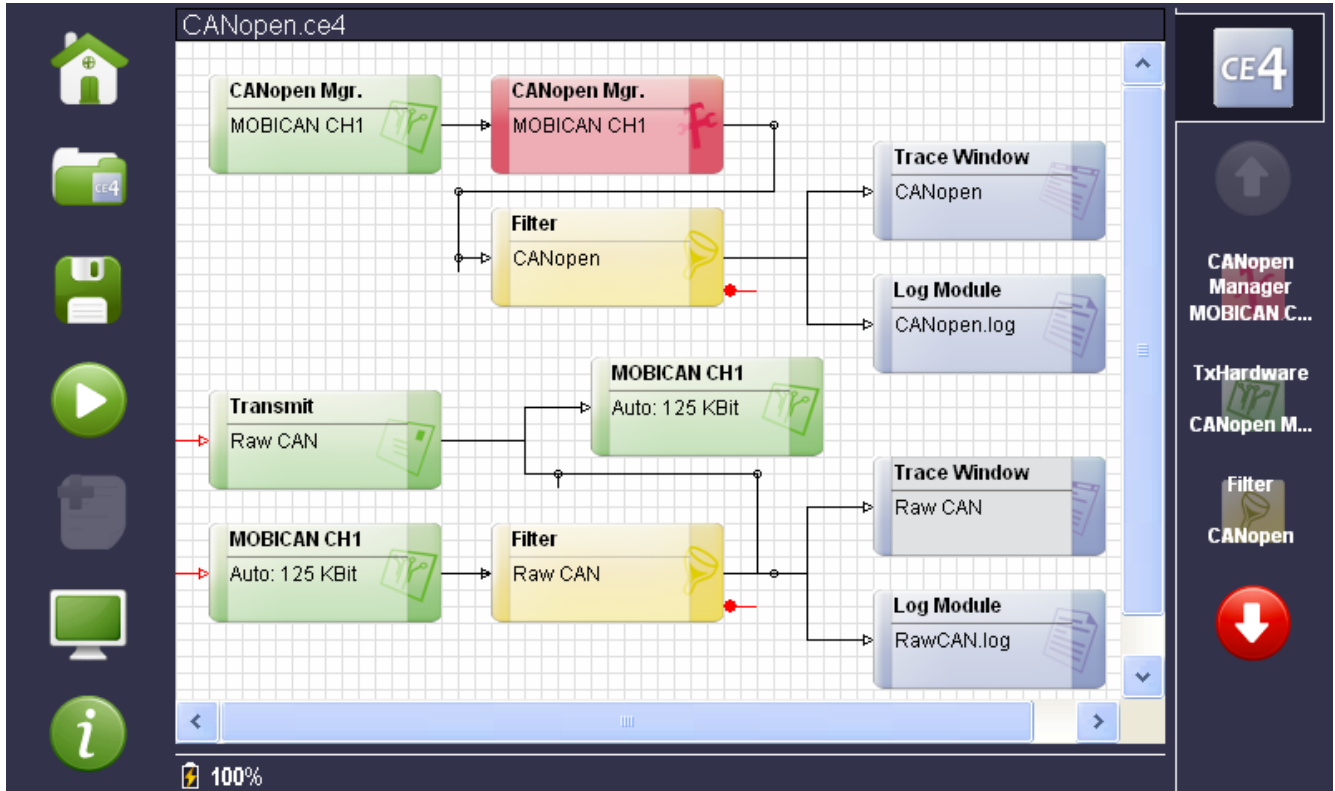 CANopen.ce4
CE4
ce4
CANopen Mgr.
MOBICAN CH1
CANopen Mgr.
MOBICAN CH1
Trace Window
CANopen
Filter
CANopen
Log Module
CANopen.log
MOBICAN CH1
Auto: 125 KBit
Transmit
Raw CAN
Trace Window
Raw CAN
MOBICAN CH1
Auto: 125 KBit
Filter
Raw CAN
Log Module
RawCAN.log
CANopen
Manager
MOBICAN C...
TxHardware
CANopen M...
Filter
CANopen
i
100%